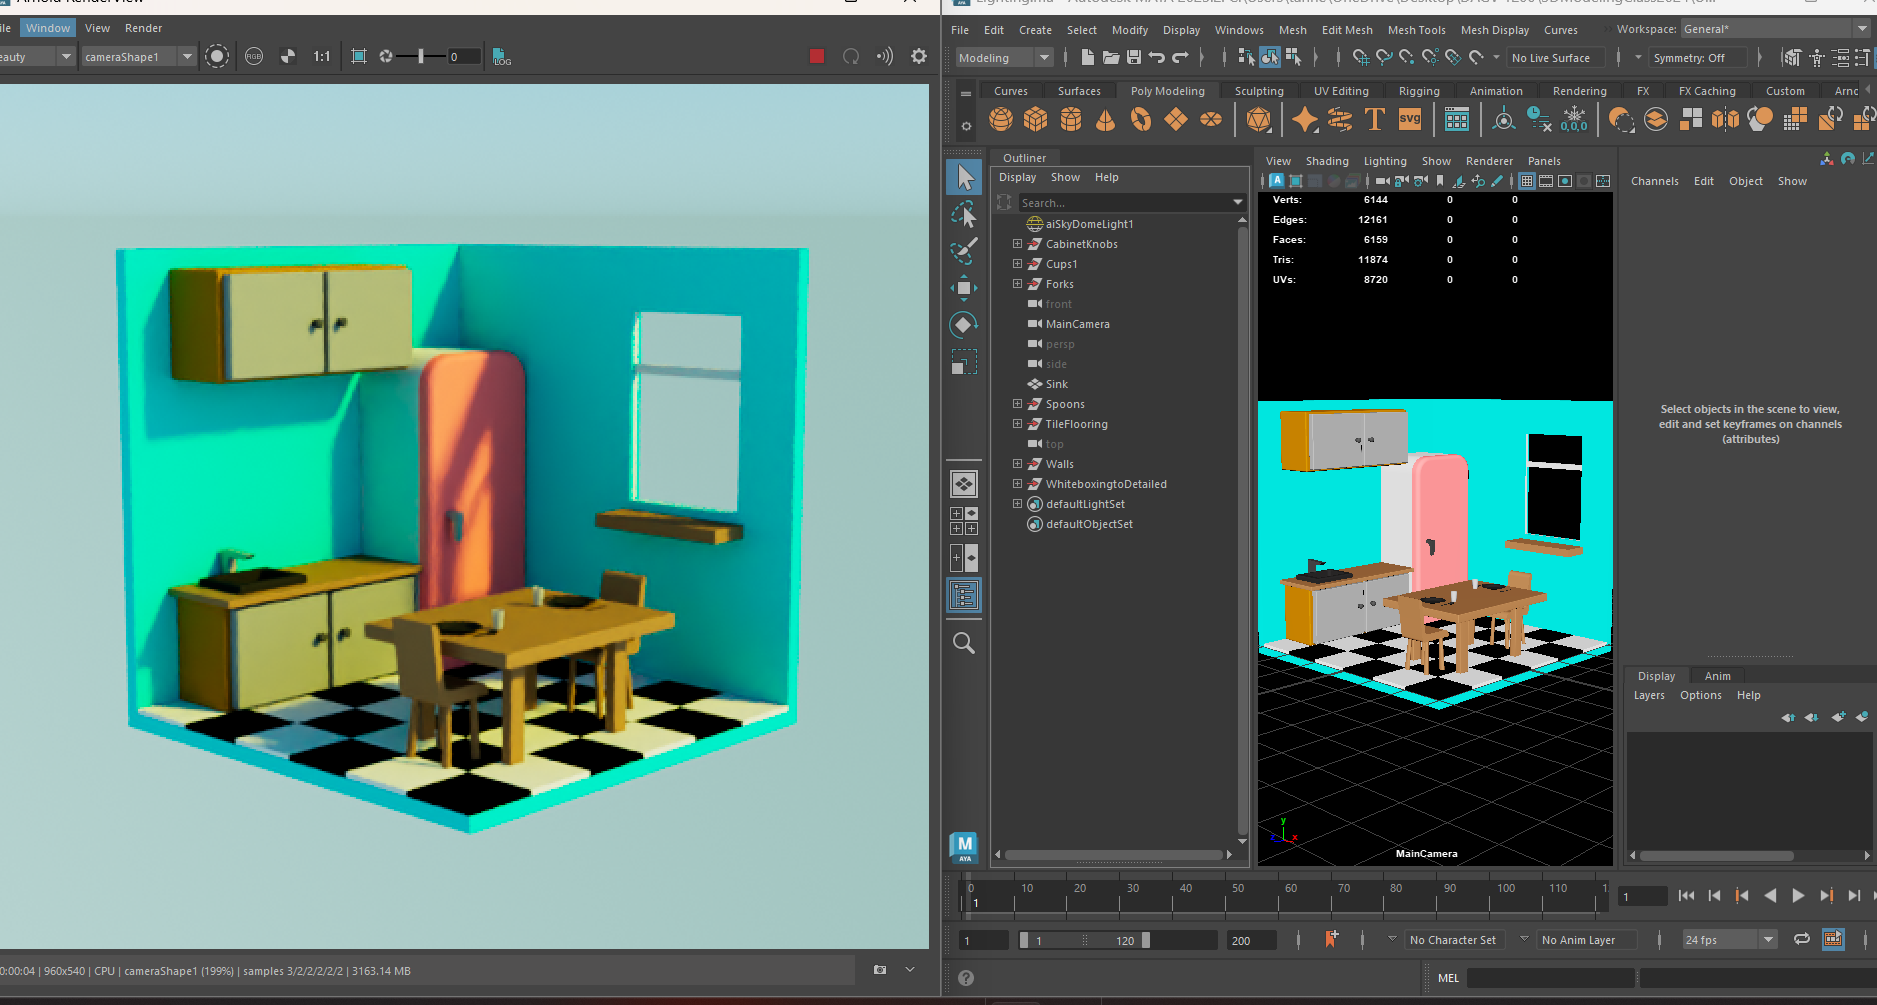 Window View Render
cameraShape1
RGB
1:1
0
LOG
File Edit Create Select Modify Display Windows Mesh Edit Mesh Mesh Tools Mesh Display Curves
Workspace: General*
Modeling
No Live Surface
Symmetry: Off
Curves Surfaces Poly Modeling Sculpting UV Editing Rigging Animation Rendering FX FX Caching Custom
T
svg
0,0,0
Outliner
Display Show Help
Search...
aiSkyDomeLight1
CabinetKnobs
Cups1
Forks
front
MainCamera
persp
side
Sink
Spoons
TileFlooring
top
Walls
WhiteboxingtoDetailed
defaultLightSet
defaultObjectSet
View Shading Lighting Show Renderer Panels
Verts: 6144 0 0
Edges: 12161 0 0
Faces: 6159 0 0
Tris: 11874 0 0
UVs: 8720 0 0
y
z x
MainCamera
Channels Edit Object Show
Select objects in the scene to view,
edit and set keyframes on channels
(attributes)
Display Anim
Layers Options Help
M
AYA
0 10 20 30 40 50 60 70 80 90 100 110
1
1
1
1 120
200
No Character Set
No Anim Layer
24 fps
0:00:04 | 960x540 | CPU | cameraShape1 (199%) | samples 3/2/2/2/2/2 | 3163.14 MB
MEL